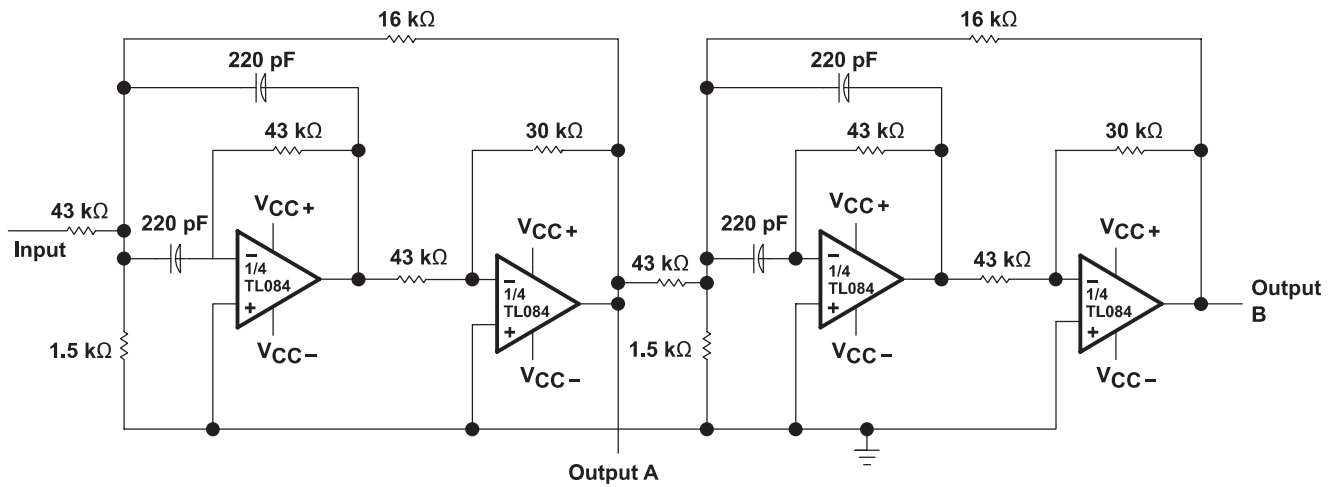 16 kΩ
220 pF
43 kΩ
30 kΩ
43 kΩ
Input
220 pF
VCC+
–
1/4
TL084
+
VCC–
1.5 kΩ
43 kΩ
VCC+
–
1/4
TL084
+
VCC–
Output A
16 kΩ
220 pF
43 kΩ
30 kΩ
43 kΩ
220 pF
VCC+
–
1/4
TL084
+
VCC–
1.5 kΩ
43 kΩ
VCC+
–
1/4
TL084
+
VCC–
Output
B